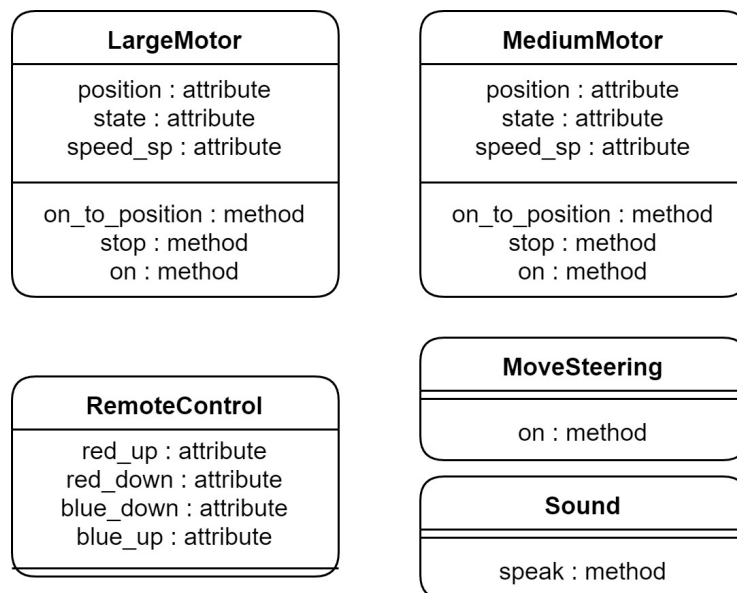 LargeMotor
position : attribute
state : attribute
speed_sp : attribute
on_to_position : method
stop : method
on : method
MediumMotor
position : attribute
state : attribute
speed_sp : attribute
on_to_position : method
stop : method
on : method
RemoteControl
red_up : attribute
red_down : attribute
blue_down : attribute
blue_up : attribute
MoveSteering
on : method
Sound
speak : method